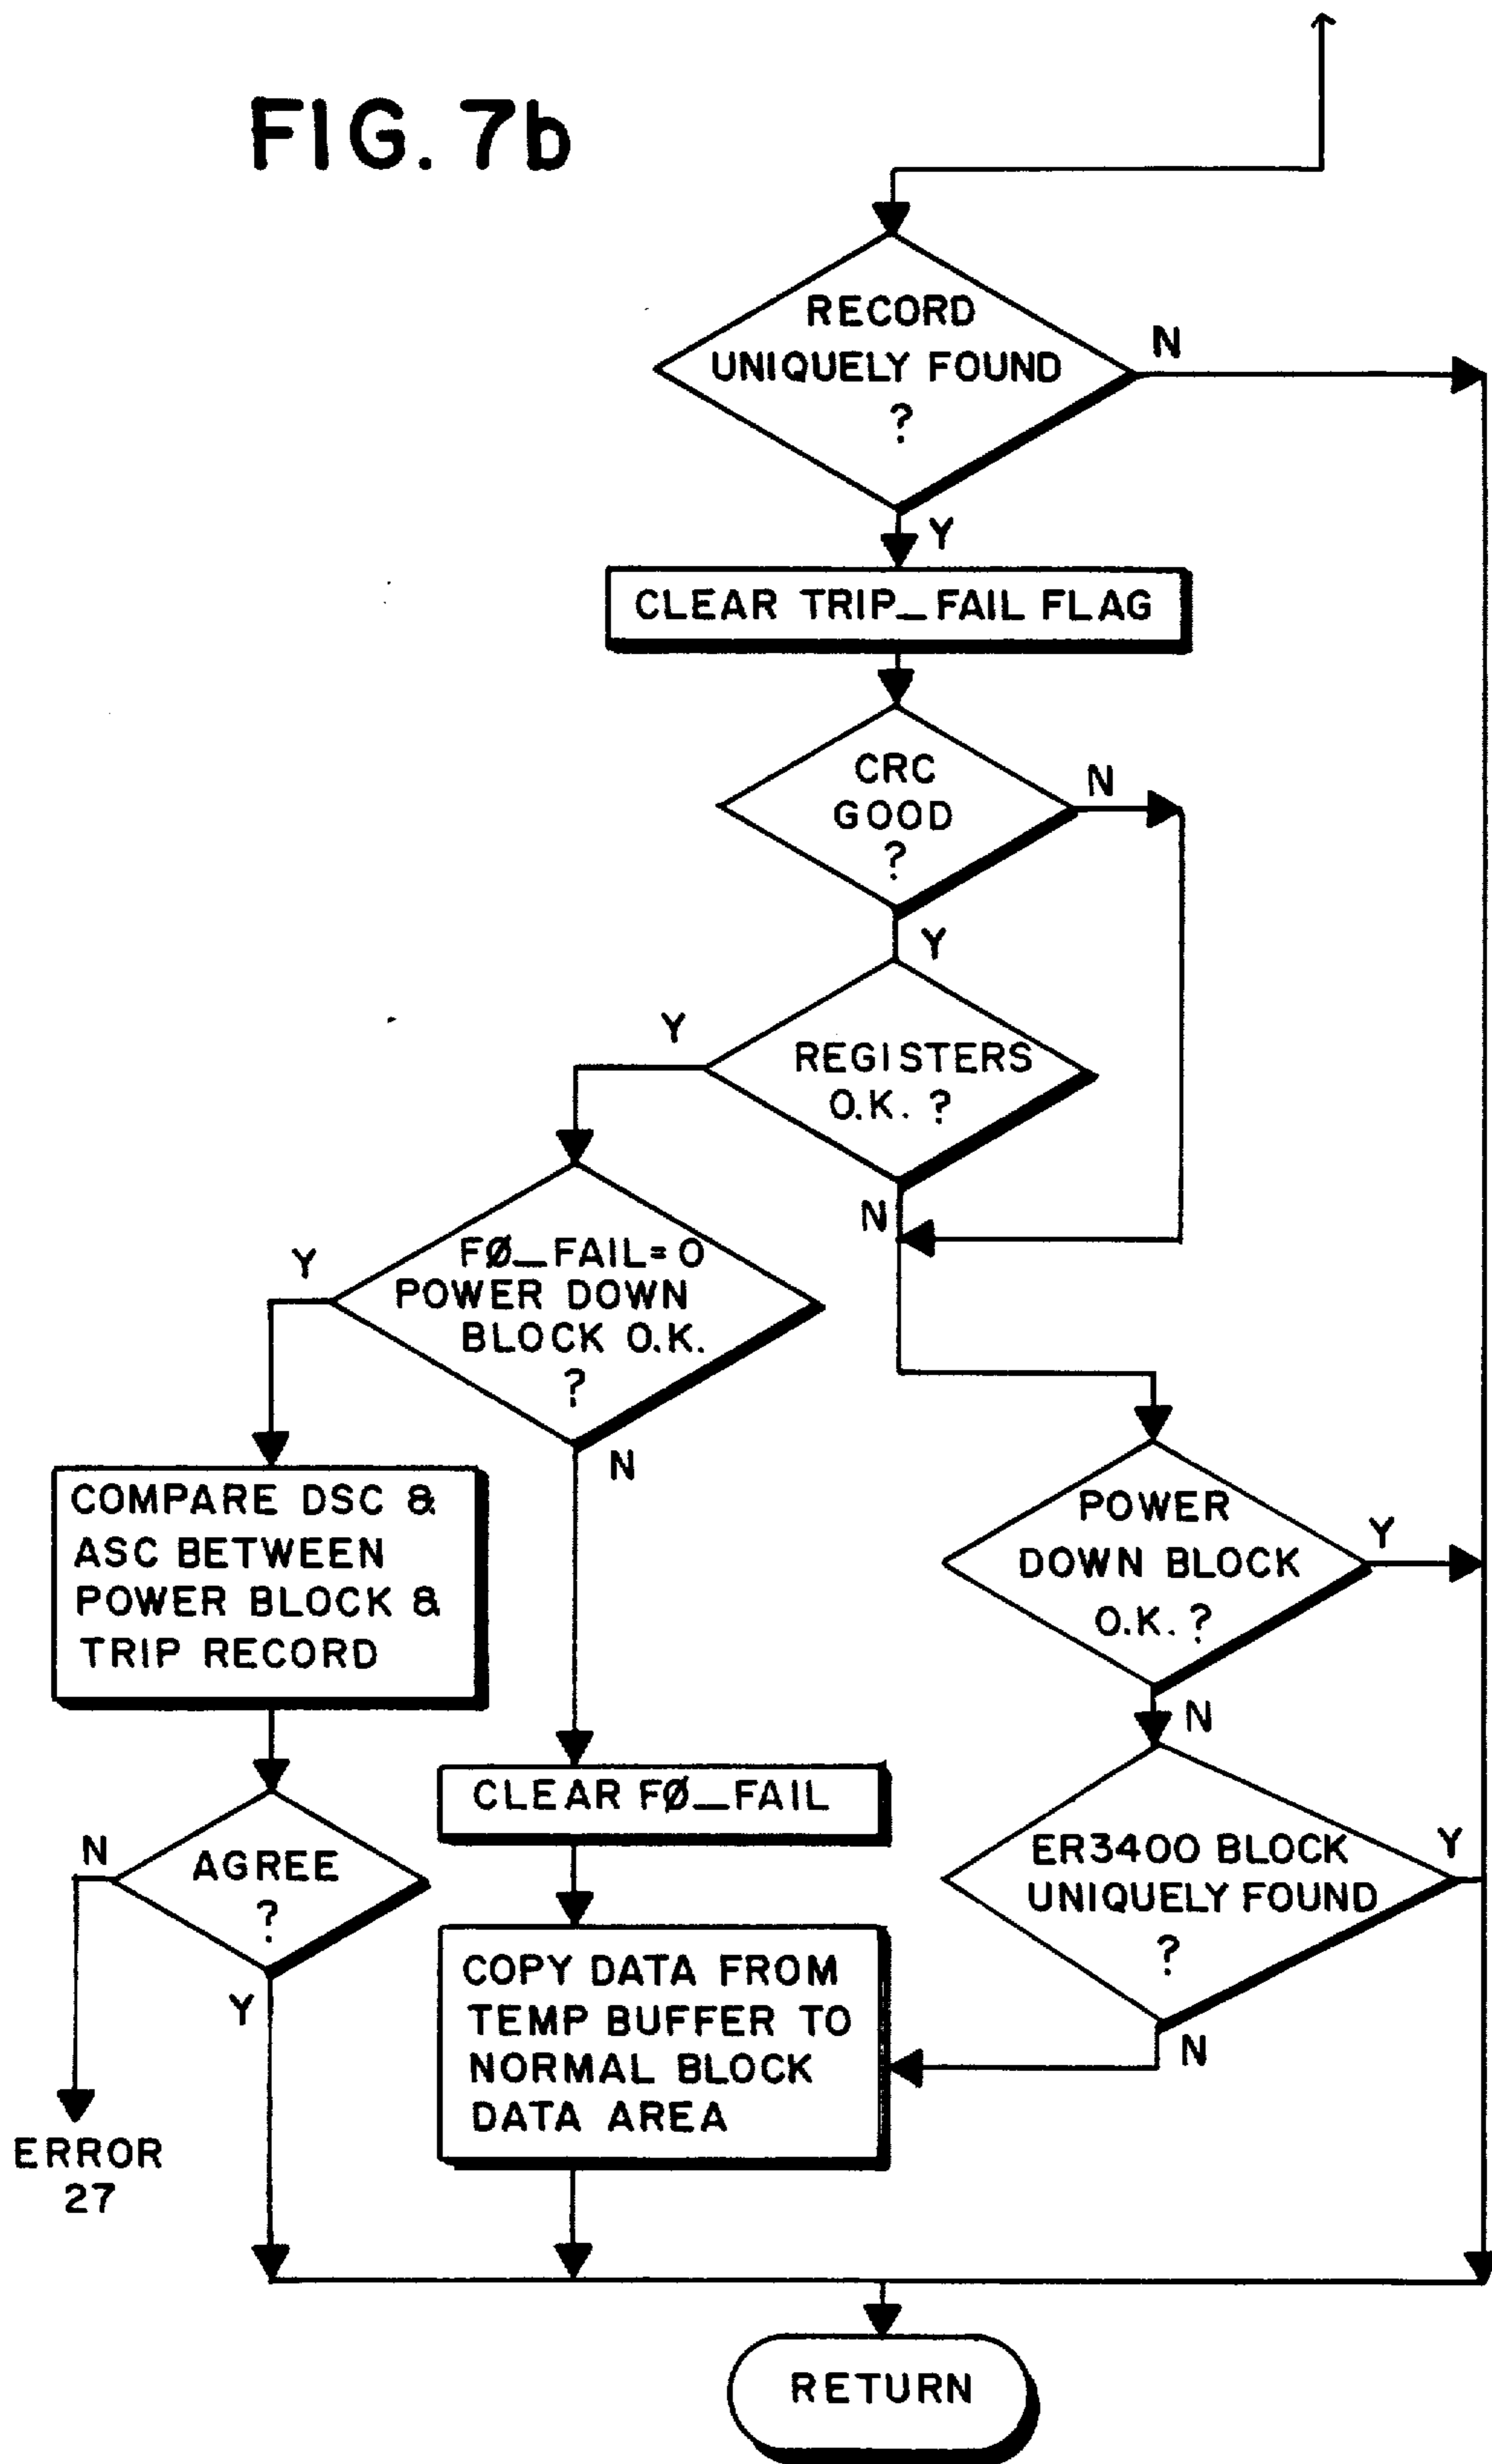 FIG. 7b
RECORD
UNIQUELY FOUND
?
N
Y
CLEAR TRIP_FAIL FLAG
CRC
GOOD
?
N
Y
REGISTERS
O.K. ?
Y
N
FØ_FAIL=0
POWER DOWN
BLOCK O.K.
?
Y
N
COMPARE DSC &
ASC BETWEEN
POWER BLOCK &
TRIP RECORD
POWER
DOWN BLOCK
O.K. ?
Y
N
CLEAR FØ_FAIL
AGREE
?
N
Y
ER3400 BLOCK
UNIQUELY FOUND
?
Y
N
COPY DATA FROM
TEMP BUFFER TO
NORMAL BLOCK
DATA AREA
ERROR
27
RETURN